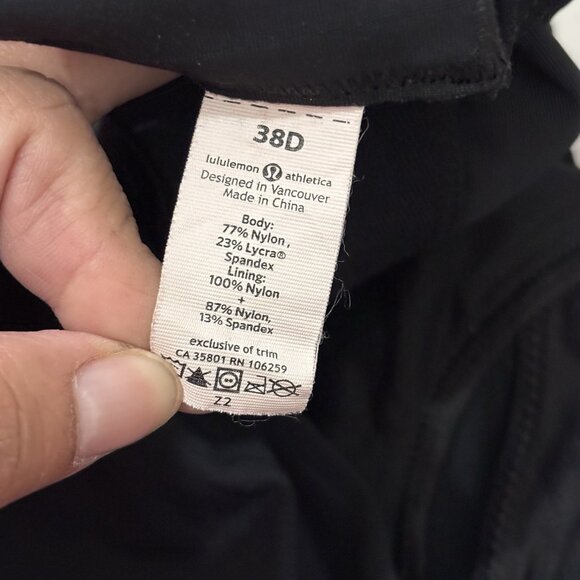 38D
lululemon athletica
Designed in Vancouver
Made in China
Body:
77% Nylon,
23% Lycra®
Spandex
Lining:
100% Nylon
+
87% Nylon,
13% Spandex
exclusive of trim
CA 35801 RN 106259
Z2